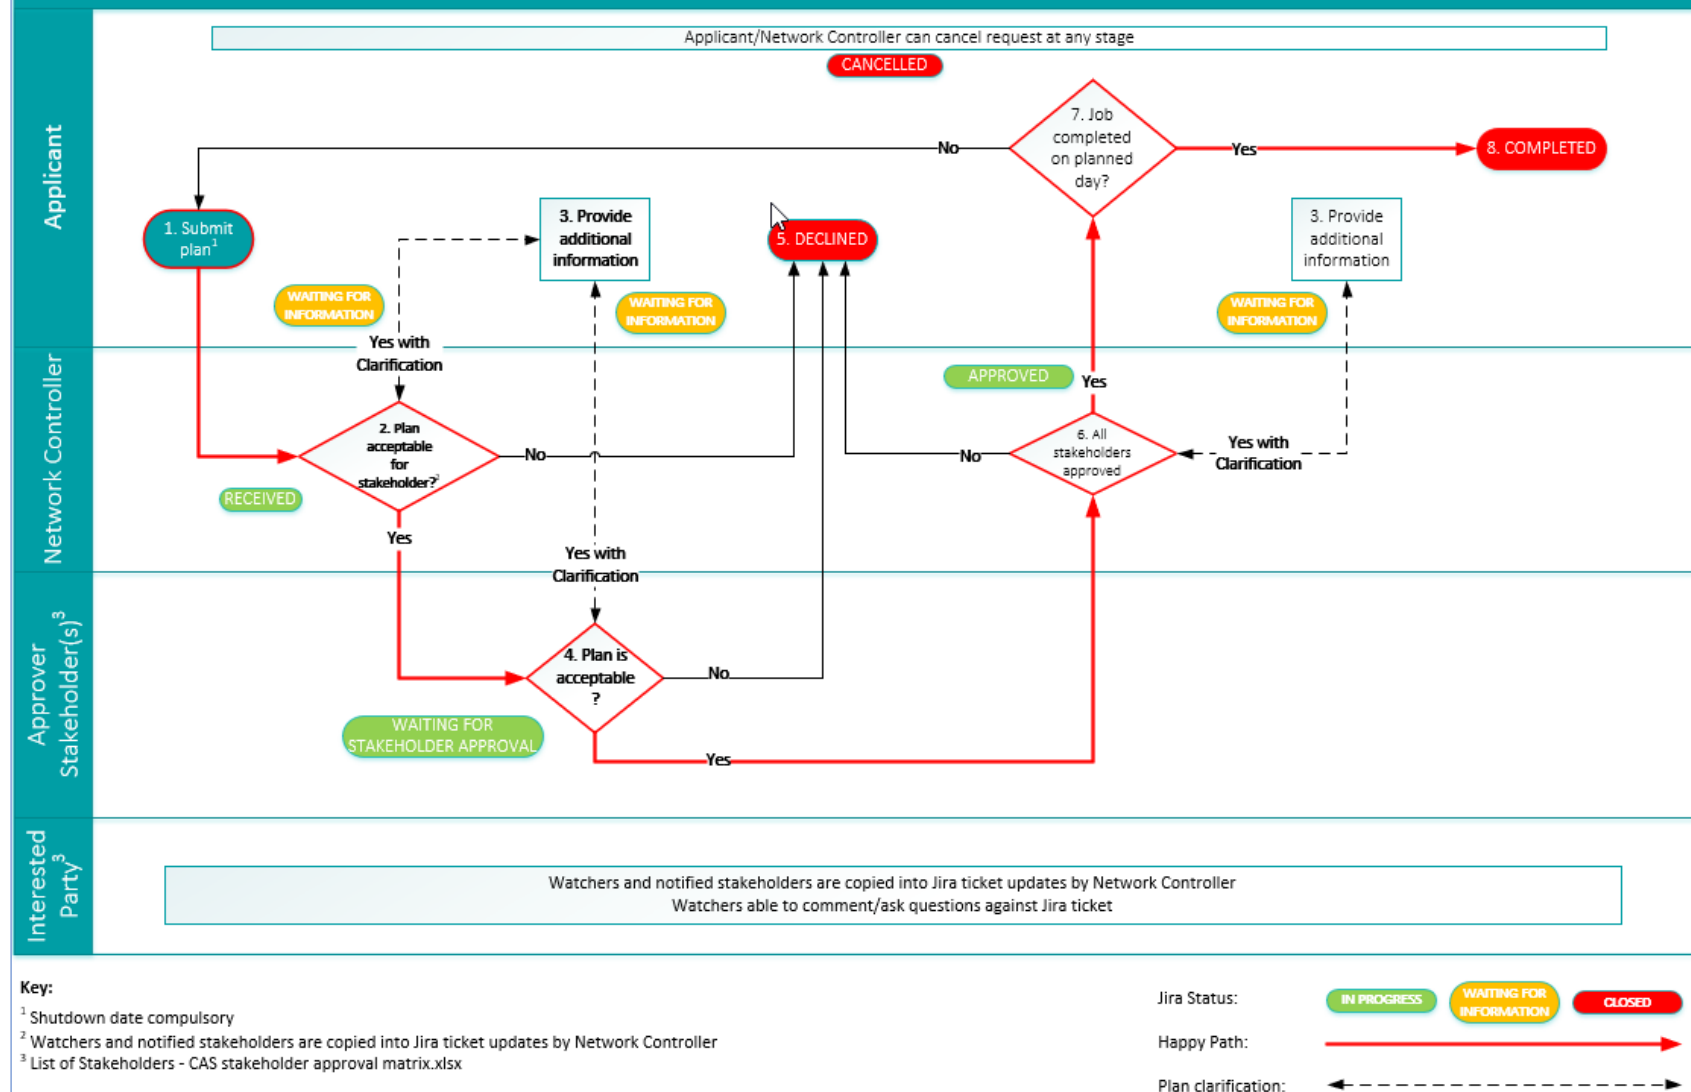 Applicant/Network Controller can cancel request at any stage
CANCELLED
Applicant
7. Job
completed
on planned
day?
No
Yes
8. COMPLETED
1. Submit
plan1
3. Provide
additional
information
5. DECLINED
3. Provide
additional
information
WAITING FOR
INFORMATION
WAITING FOR
INFORMATION
WAITING FOR
INFORMATION
Yes with
Clarification
Network Controller
APPROVED
Yes
2. Plan
acceptable
for
stakeholder?2
No
6. All
stakeholders
approved
No
Yes with
Clarification
RECEIVED
Yes
Yes with
Clarification
Approver
Stakeholder(s)3
4. Plan is
acceptable
?
No
WAITING FOR
STAKEHOLDER APPROVAL
Yes
Interested
Party3
Watchers and notified stakeholders are copied into Jira ticket updates by Network Controller
Watchers able to comment/ask questions against Jira ticket
Key:
1 Shutdown date compulsory
2 Watchers and notified stakeholders are copied into Jira ticket updates by Network Controller
3 List of Stakeholders - CAS stakeholder approval matrix.xlsx
Jira Status:
IN PROGRESS
WAITING FOR
INFORMATION
CLOSED
Happy Path:
Plan clarification: